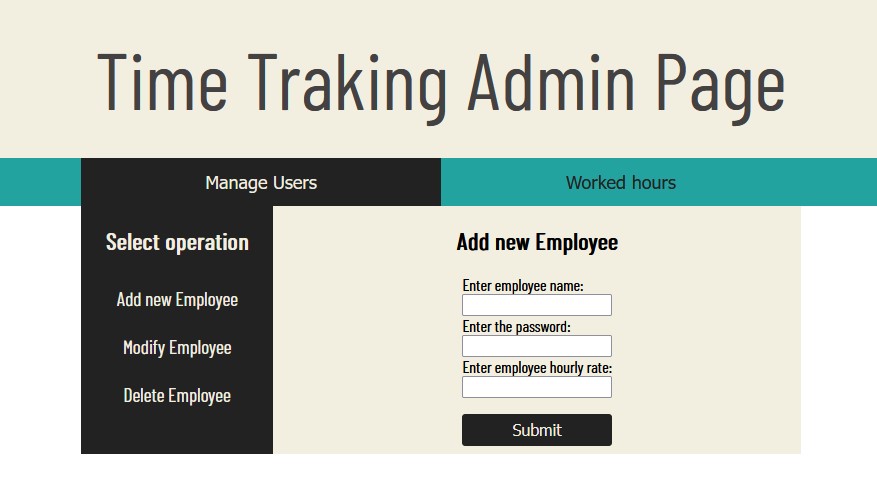 Time Traking Admin Page
Manage Users
Worked hours
Select operation
Add new Employee
Modify Employee
Delete Employee
Add new Employee
Enter employee name:
Enter the password:
Enter employee hourly rate:
Submit